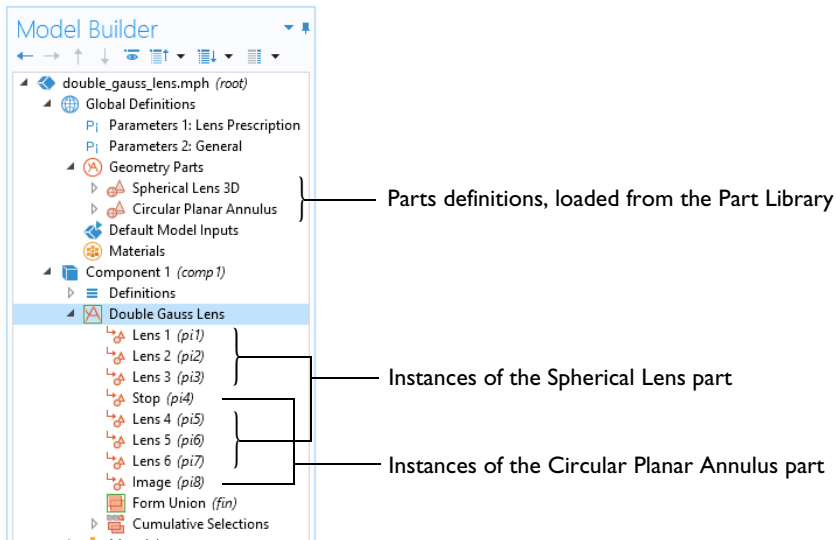 Model Builder
double_gauss_lens.mph (root)
Global Definitions
Pi Parameters 1: Lens Prescription
Pi Parameters 2: General
Geometry Parts
Spherical Lens 3D
Circular Planar Annulus
Parts definitions, loaded from the Part Library
Default Model Inputs
Materials
Component 1 (comp1)
Definitions
Double Gauss Lens
Lens 1 (pi1)
Lens 2 (pi2)
Lens 3 (pi3)
Instances of the Spherical Lens part
Stop (pi4)
Lens 4 (pi5)
Lens 5 (pi6)
Lens 6 (pi7)
Instances of the Circular Planar Annulus part
Image (pi8)
Form Union (fin)
Cumulative Selections